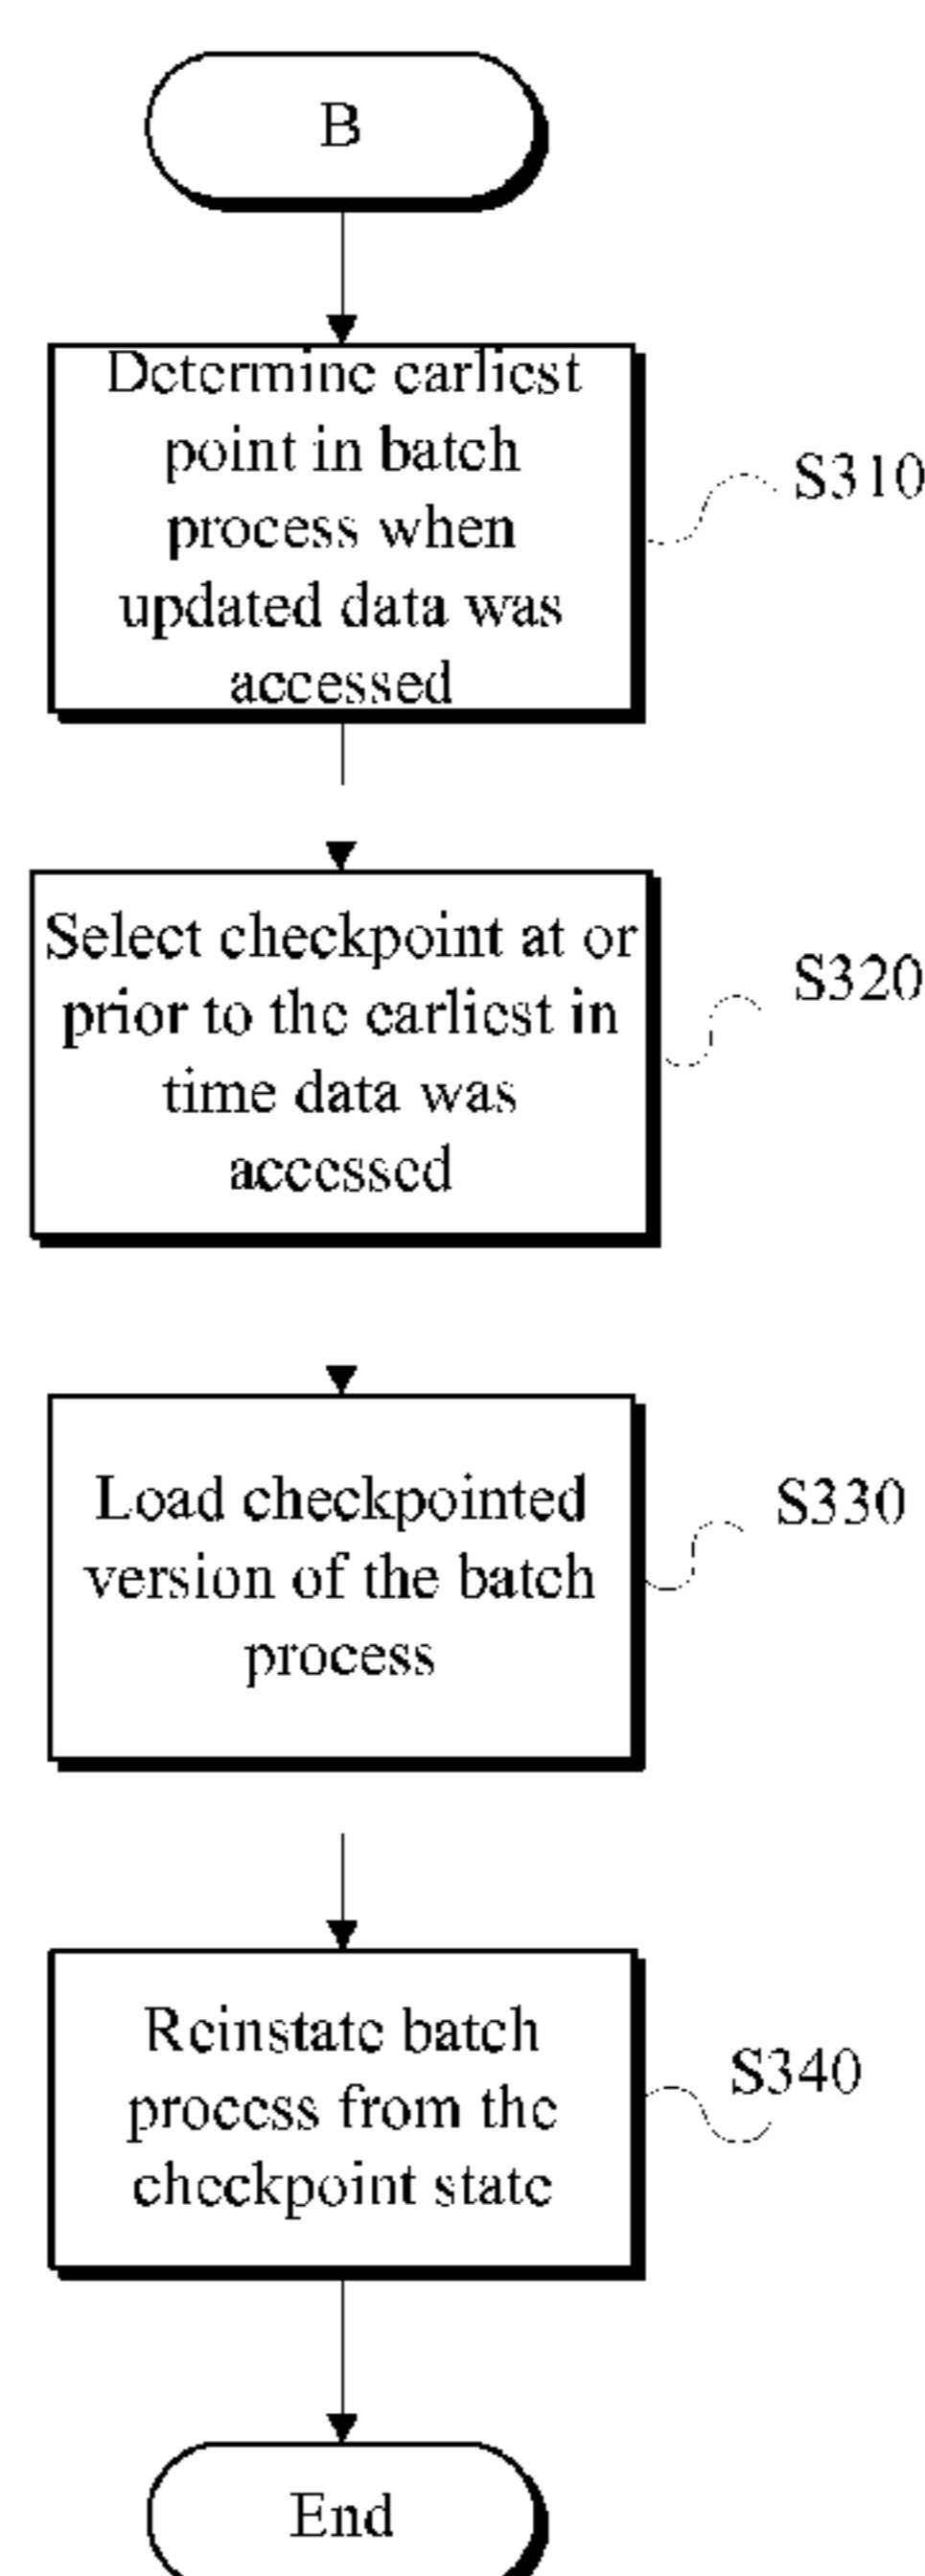 B
Determine earliest
point in batch
process when
updated data was
accessed
S310
Select checkpoint at or
prior to the earliest in
time data was
accessed
S320
Load checkpointed
version of the batch
process
S330
Reinstate batch
process from the
checkpoint state
S340
End